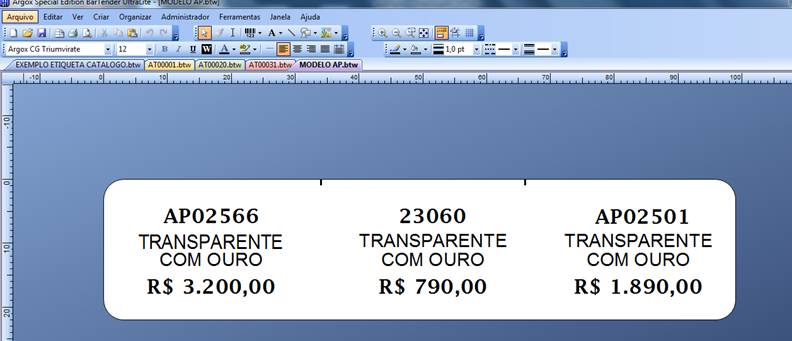 Argox Special Edition BarTender UltraLite - [MODELO AP.btw]
Arquivo Editar Ver Criar Organizar Administrador Ferramentas Janela Ajuda
Argox CG Triumvirate 12 N I U W A 1,0 pt
EXEMPLO ETIQUETA CATALOGO.btw AT00001.btw AT00020.btw AT00031.btw MODELO AP.btw
-10 0 10 20 30 40 50 60 70 80 90 100
-10
0
10
20
AP02566
TRANSPARENTE
COM OURO
R$ 3.200,00
23060
TRANSPARENTE
COM OURO
R$ 790,00
AP02501
TRANSPARENTE
COM OURO
R$ 1.890,00